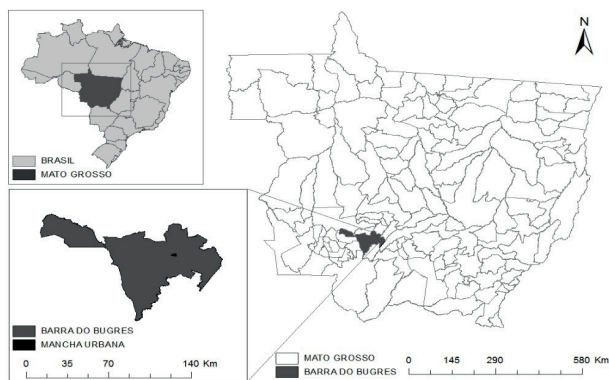 BRASIL
MATO GROSSO
N
BARRA DO BUGRES
MANCHA URBANA
0 35 70 140 Km
MATO GROSSO
BARRA DO BUGRES
0 145 290 580 Km